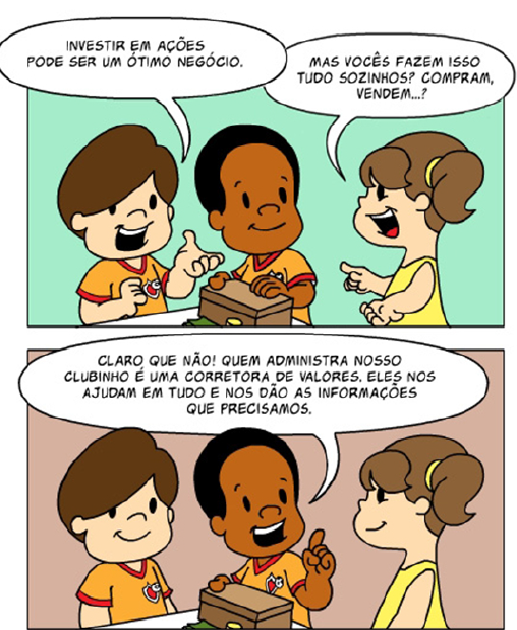 INVESTIR EM AÇÕES
PODE SER UM ÓTIMO NEGÓCIO.
MAS VOCÊS FAZEM ISSO
TUDO SOZINHOS? COMPRAM,
VENDEM...?
CLARO QUE NÃO! QUEM ADMINISTRA NOSSO
CLUBINHO É UMA CORRETORA DE VALORES. ELES NOS
AJUDAM EM TUDO E NOS DÃO AS INFORMAÇÕES
QUE PRECISAMOS.